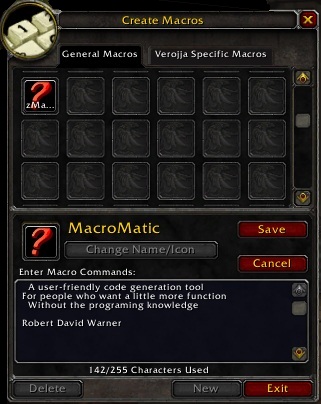 Create Macros
General Macros
Verojja Specific Macros
zMa...
MacroMatic
Save
Change Name/Icon
Cancel
Enter Macro Commands:
A user-friendly code generation tool
For people who want a little more function
Without the programing knowledge
Robert David Warner
142/255 Characters Used
Delete
New
Exit